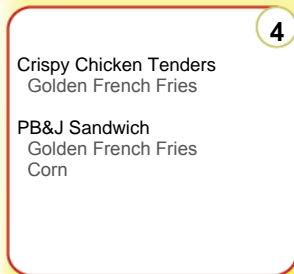 4
Crispy Chicken Tenders
Golden French Fries
PB&J Sandwich
Golden French Fries
Corn